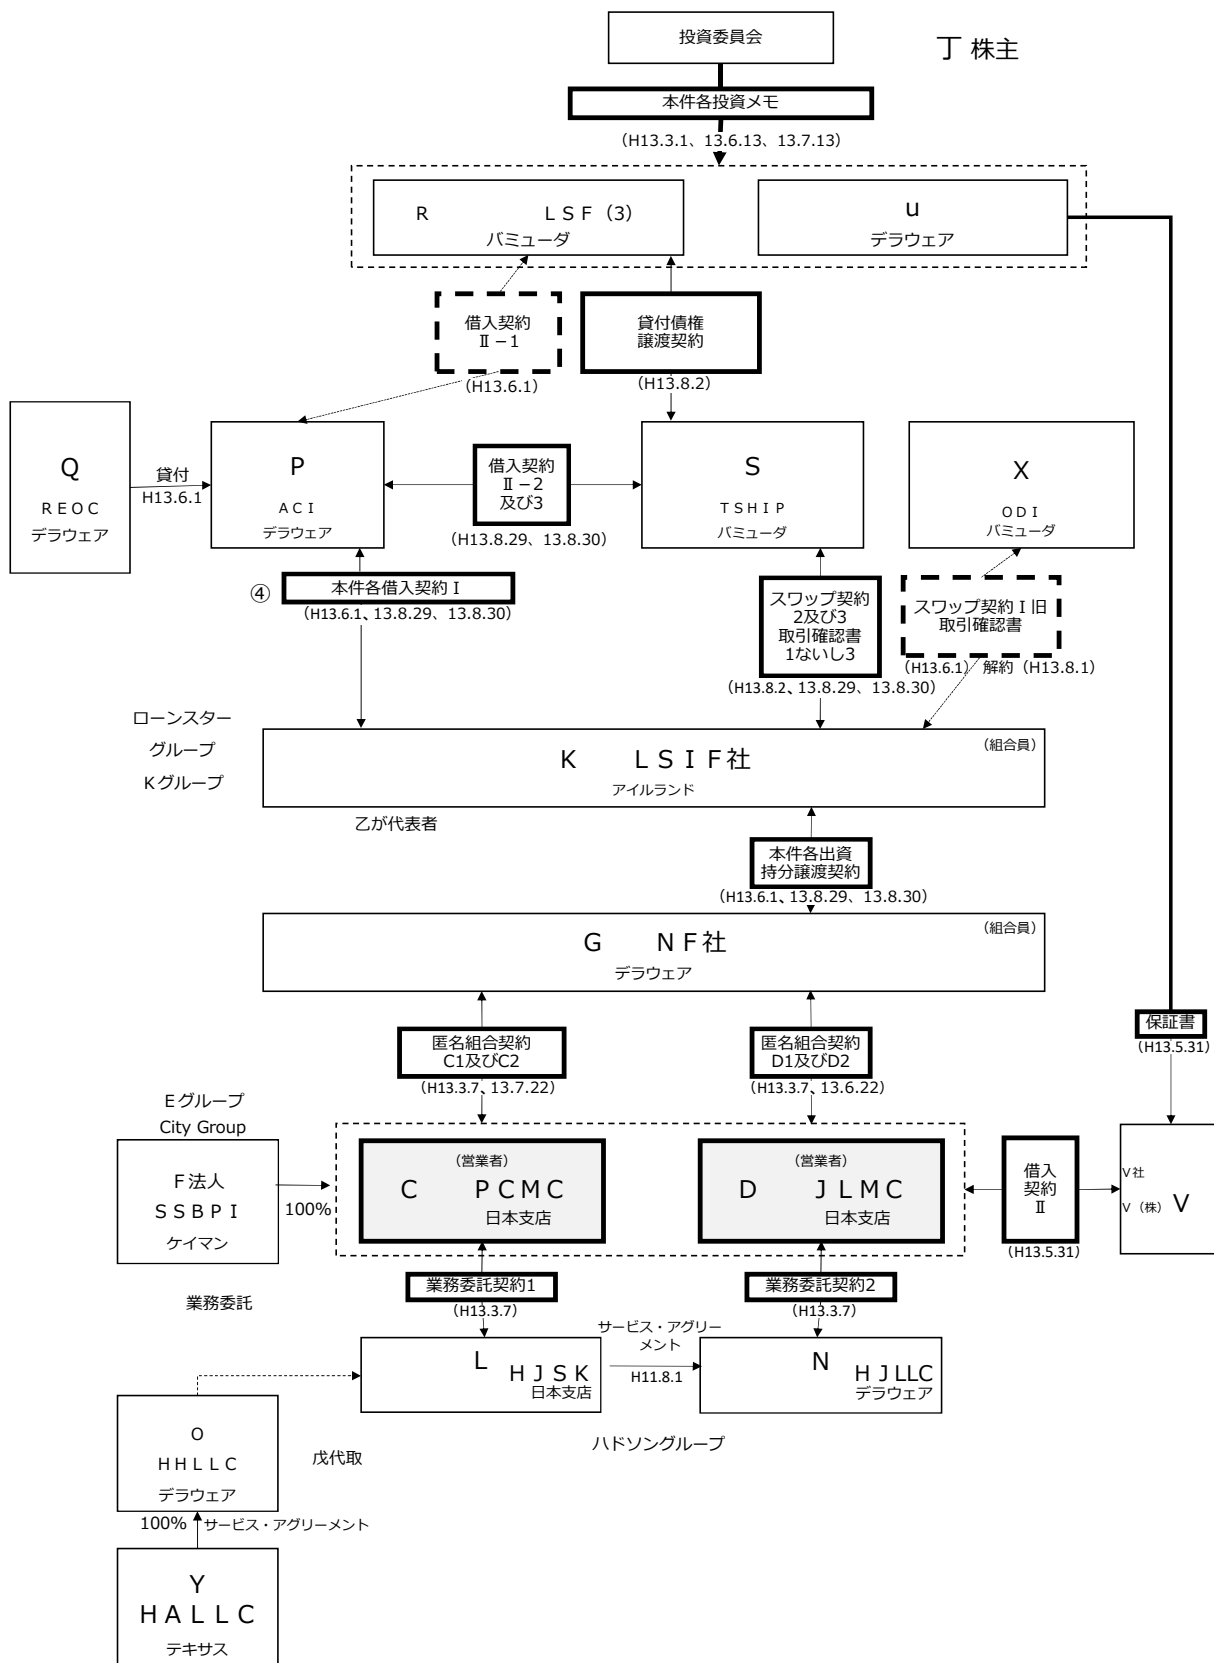 投資委員会
丁 株主
本件各投資メモ
(H13.3.1、13.6.13、13.7.13)
R ＬＳＦ（3）
バミューダ
u
デラウェア
借入契約
Ⅱ－1
(H13.6.1)
貸付債権
譲渡契約
(H13.8.2)
Q
ＲＥＯＣ
デラウェア
貸付
H13.6.1
P
ＡＣＩ
デラウェア
借入契約
Ⅱ－2
及び3
(H13.8.29、13.8.30)
S
ＴＳＨＩＰ
バミューダ
X
ＯＤＩ
バミューダ
④
本件各借入契約Ⅰ
(H13.6.1、13.8.29、13.8.30)
スワップ契約
2及び3
取引確認書
1ないし3
(H13.8.2、13.8.29、13.8.30)
スワップ契約Ⅰ旧
取引確認書
(H13.6.1) 解約 (H13.8.1)
ローンスター
グループ
Ｋグループ
K ＬＳＩＦ社
（組合員）
アイルランド
乙が代表者
本件各出資
持分譲渡契約
(H13.6.1、13.8.29、13.8.30)
G ＮＦ社
（組合員）
デラウェア
匿名組合契約
C1及びC2
(H13.3.7、13.7.22)
匿名組合契約
D1及びD2
(H13.3.7、13.6.22)
保証書
(H13.5.31)
Ｅグループ
City Group
Ｆ法人
ＳＳＢＰＩ
ケイマン
100%
（営業者）
C ＰＣＭＣ
日本支店
（営業者）
D ＪＬＭＣ
日本支店
借入
契約
Ⅱ
(H13.5.31)
V社
V（株） V
業務委託
業務委託契約1
(H13.3.7)
業務委託契約2
(H13.3.7)
L ＨＪＳＫ
日本支店
サービス・アグリー
メント
H11.8.1
N ＨＪLLC
デラウェア
O
ＨＨＬＬＣ
デラウェア
戊代取
ハドソングループ
100% サービス・アグリーメント
Y
ＨＡＬＬＣ
テキサス